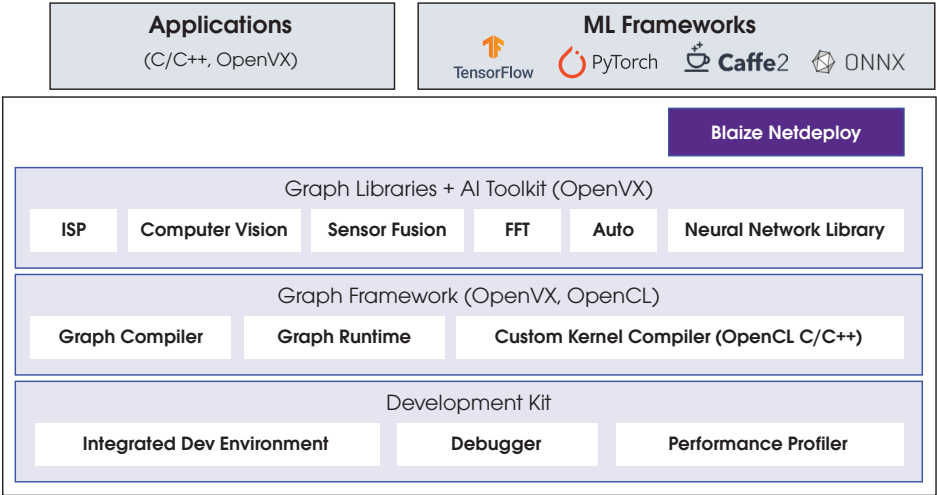 Applications
(C/C++, OpenVX)
ML Frameworks
TensorFlow
PyTorch
Caffe2
ONNX
Blaize Netdeploy
Graph Libraries + AI Toolkit (OpenVX)
ISP
Computer Vision
Sensor Fusion
FFT
Auto
Neural Network Library
Graph Framework (OpenVX, OpenCL)
Graph Compiler
Graph Runtime
Custom Kernel Compiler (OpenCL C/C++)
Development Kit
Integrated Dev Environment
Debugger
Performance Profiler